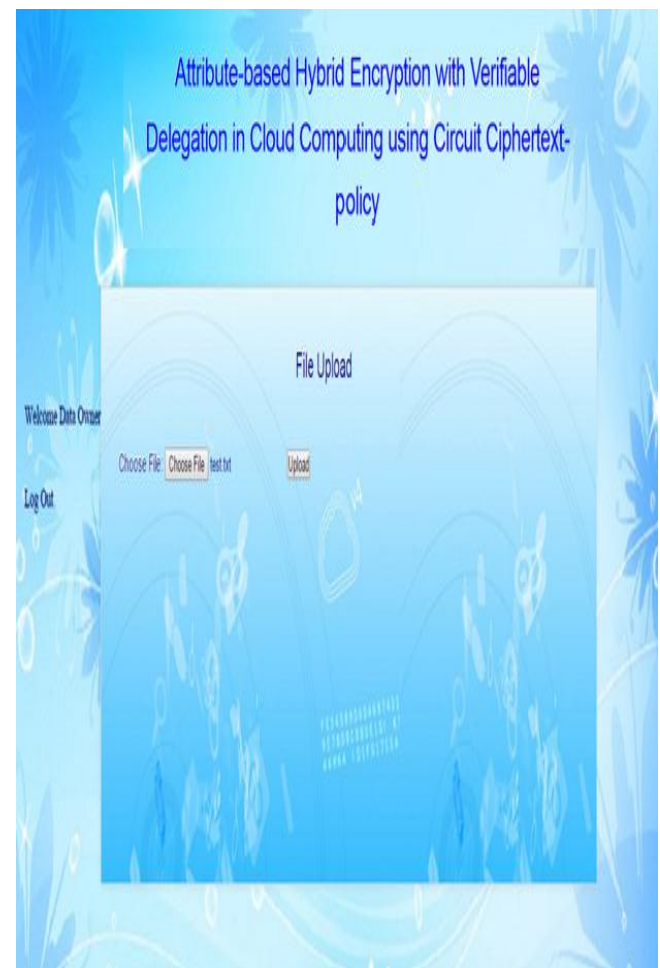 Attribute-based Hybrid Encryption with Verifiable
Delegation in Cloud Computing using Circuit Ciphertext-
policy
File Upload
Welcome Data Owner
Choose File: Choose File test.txt Upload
Log Out